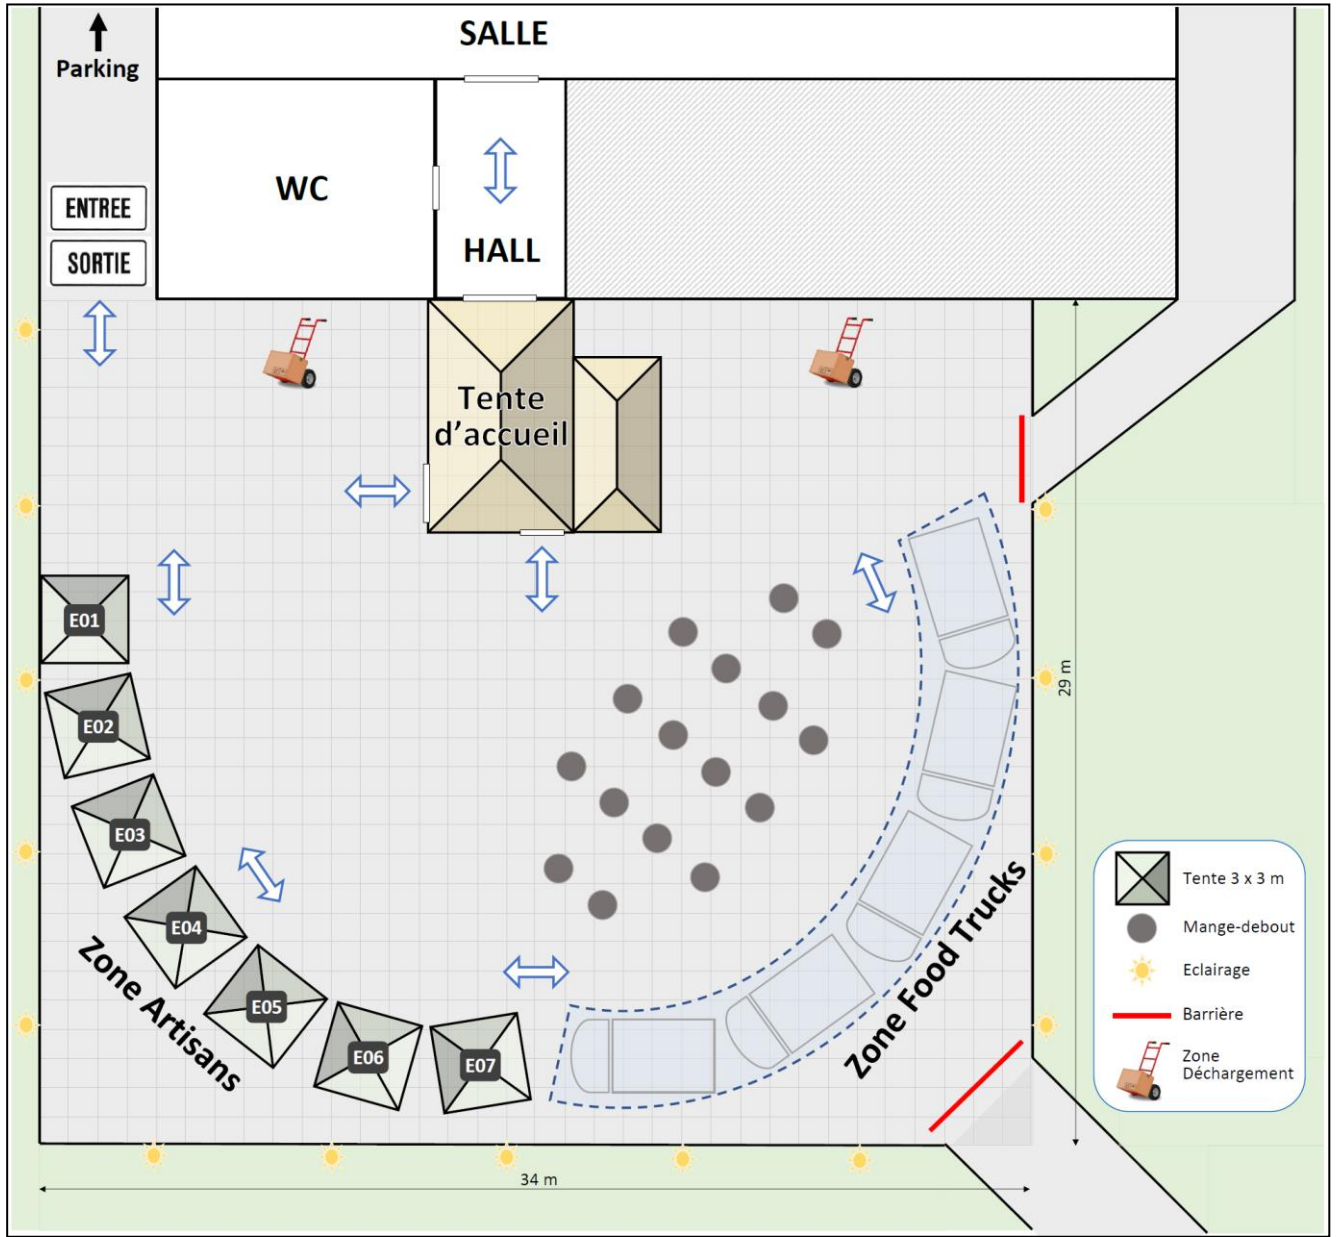 SALLE
Parking
WC
ENTREE
HALL
SORTIE
Tente
d'accueil
E01
E02
E03
E04
E05
E06
E07
Zone Artisans
Zone Food Trucks
29 m
34 m
Tente 3 x 3 m
Mange-debout
Eclairage
Barrière
Zone
Déchargement